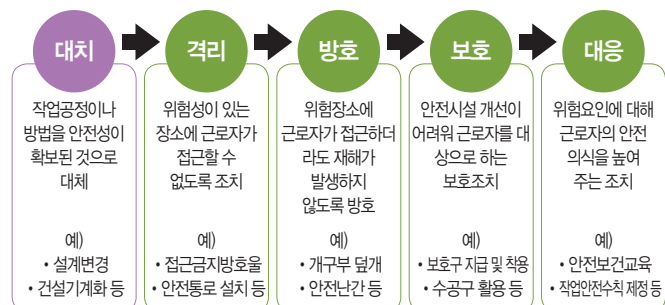 대치
작업공정이나
방법을 안전성이
확보된 것으로
대체
예)
• 설계변경
• 건설기계화 등
격리
위험성이 있는
장소에 근로자가
접근할 수
없도록 조치
예)
• 접근금지방호울
• 안전통로 설치 등
방호
위험장소에
근로자가 접근하더
라도 재해가
발생하지
않도록 방호
예)
• 개구부 덮개
• 안전난간 등
보호
안전시설 개선이
어려워 근로자를 대
상으로 하는
보호조치
예)
• 보호구 지급 및 착용
• 수공구 활용 등
대응
위험요인에 대해
근로자의 안전
의식을 높여
주는 조치
예)
• 안전보건교육
• 작업안전수칙 제정 등